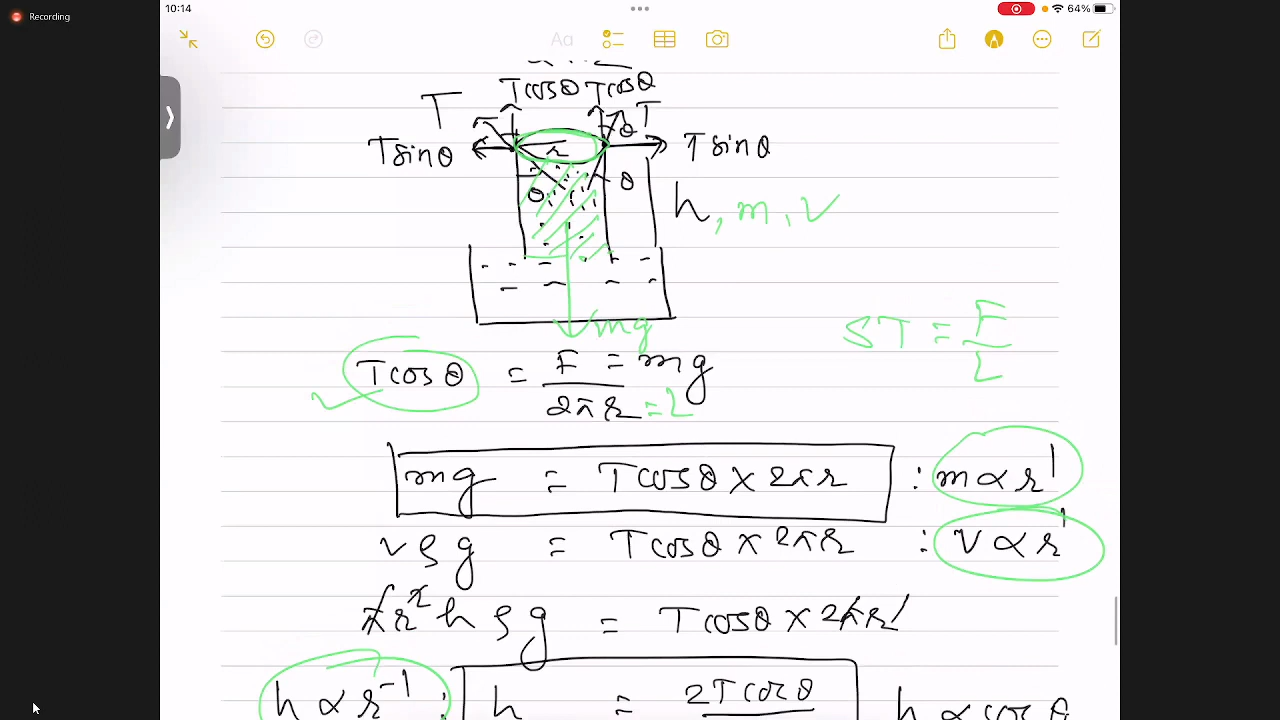 Recording
10:14
64%
Aa
Tcosθ Tcosθ
T T
θ
Tsinθ r Tsinθ
θ θ
h, m, v
mg
ST = F/L
Tcosθ = F/2πr = mg
= L
mg = Tcosθ × 2πr : m ∝ r¹
vρg = Tcosθ × 2πr : v ∝ r¹
πr²hρg = Tcosθ × 2πr
h ∝ r⁻¹ : h = 2Tcosθ h ∝ cosθ